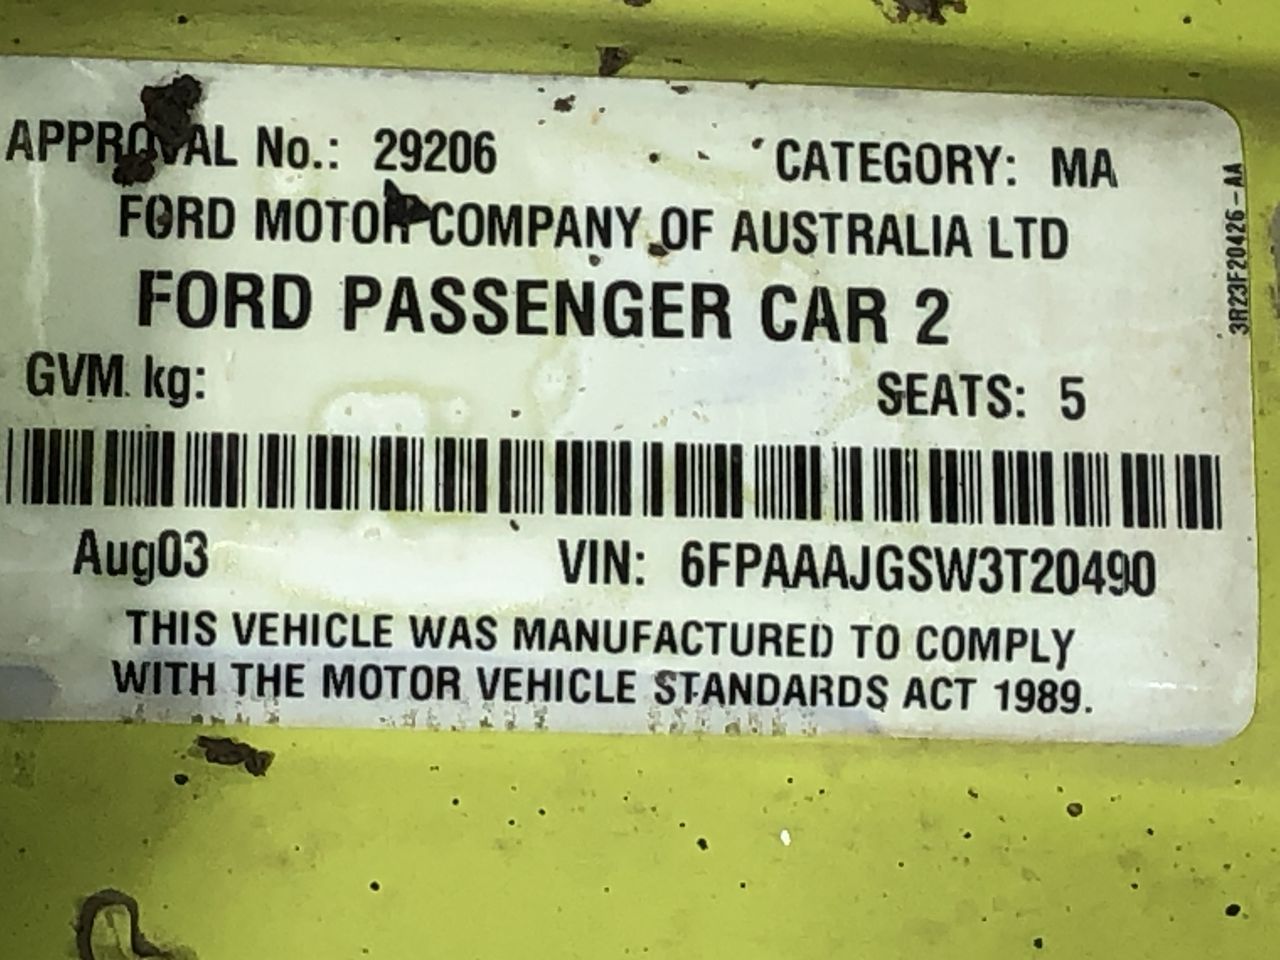 APPROVAL No.: 29206 CATEGORY: MA
FORD MOTOR COMPANY OF AUSTRALIA LTD
FORD PASSENGER CAR 2
GVM kg: SEATS: 5
Aug03 VIN: 6FPAAAJGSW3T20490
THIS VEHICLE WAS MANUFACTURED TO COMPLY
WITH THE MOTOR VEHICLE STANDARDS ACT 1989.
3R23F20426-AA